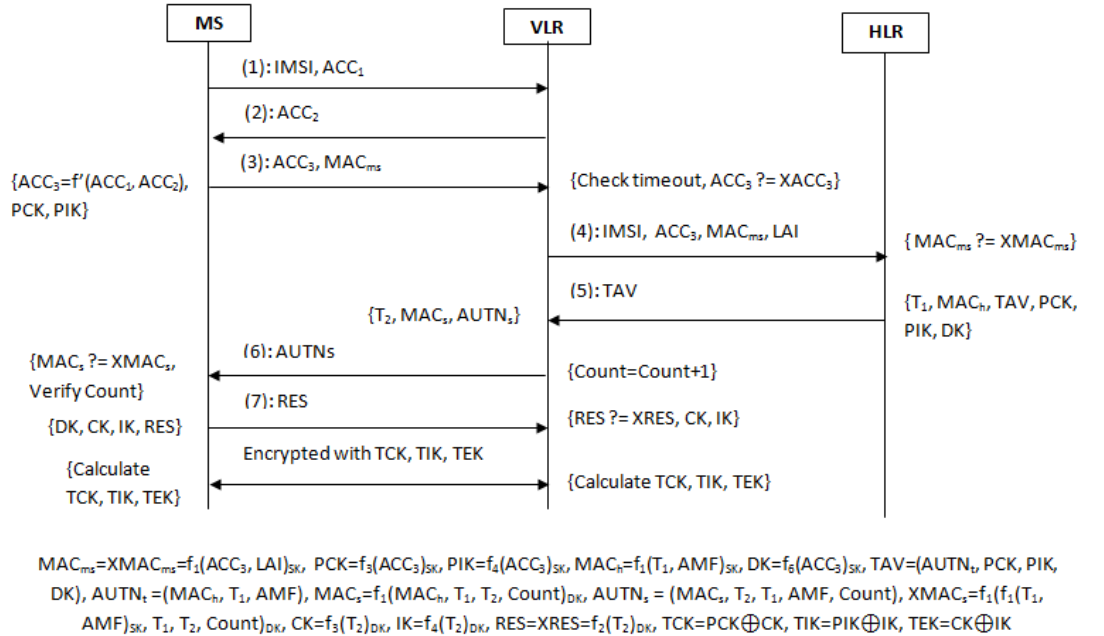 MS
VLR
HLR
(1): IMSI, ACC₁
(2): ACC₂
(3): ACC₃, MACₘₛ
{ACC₃=f'(ACC₁, ACC₂),
PCK, PIK}
{Check timeout, ACC₃ ?= XACC₃}
(4): IMSI, ACC₃, MACₘₛ, LAI
{ MACₘₛ ?= XMACₘₛ}
(5): TAV
{T₁, MACₕ, TAV, PCK,
PIK, DK}
{T₂, MACₛ, AUTNₛ}
(6): AUTNs
{MACₛ ?= XMACₛ,
Verify Count}
{Count=Count+1}
(7): RES
{DK, CK, IK, RES}
{RES ?= XRES, CK, IK}
Encrypted with TCK, TIK, TEK
{Calculate
TCK, TIK, TEK}
{Calculate TCK, TIK, TEK}
MACₘₛ=XMACₘₛ=f₁(ACC₃, LAI)SK, PCK=f₃(ACC₃)SK, PIK=f₄(ACC₃)SK, MACₕ=f₁(T₁, AMF)SK, DK=f₆(ACC₃)SK, TAV=(AUTNₜ, PCK, PIK,
DK), AUTNₜ =(MACₕ, T₁, AMF), MACₛ=f₁(MACₕ, T₁, T₂, Count)DK, AUTNₛ = (MACₛ, T₂, T₁, AMF, Count), XMACₛ=f₁(f₁(T₁,
AMF)SK, T₁, T₂, Count)DK, CK=f₃(T₂)DK, IK=f₄(T₂)DK, RES=XRES=f₂(T₂)DK, TCK=PCK⊕CK, TIK=PIK⊕IK, TEK=CK⊕IK